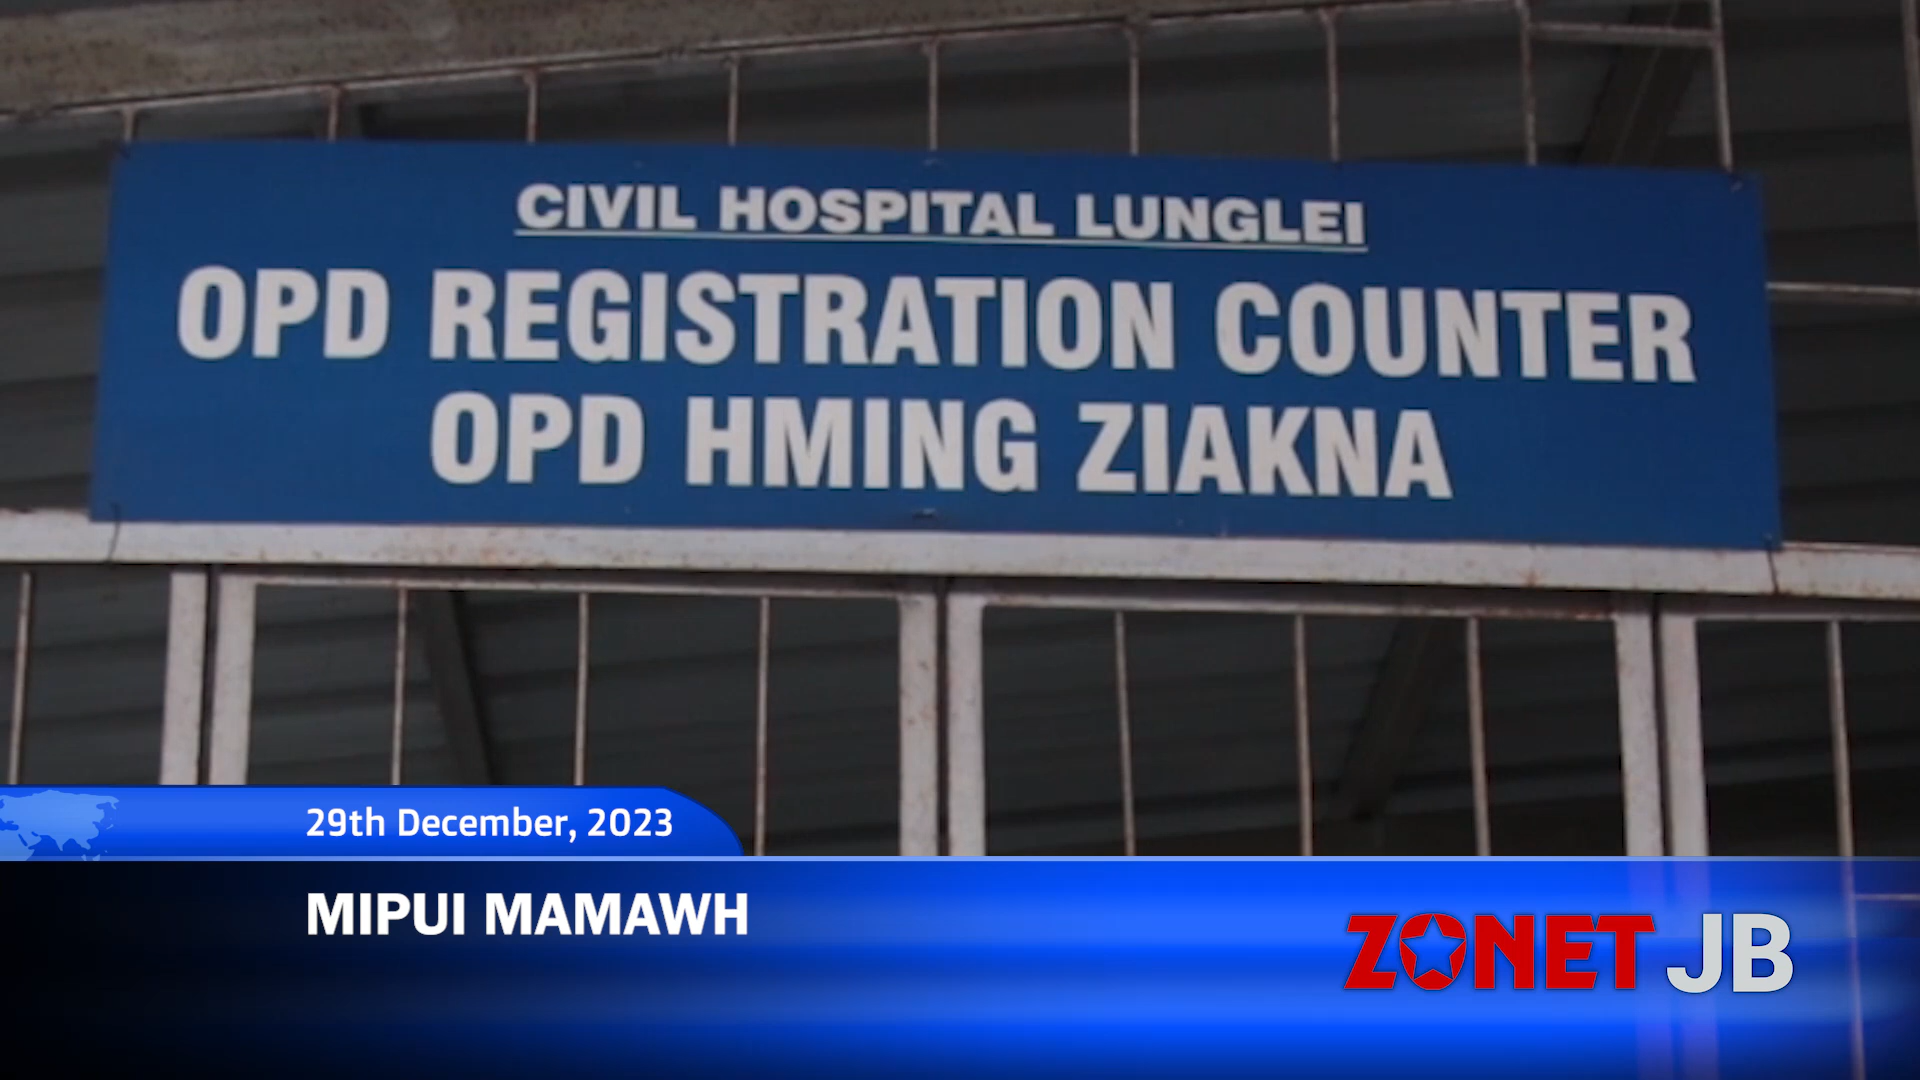 CIVIL HOSPITAL LUNGLEI
OPD REGISTRATION COUNTER
OPD HMING ZIAKNA
29th December, 2023
MIPUI MAMAWH
ZONET JB